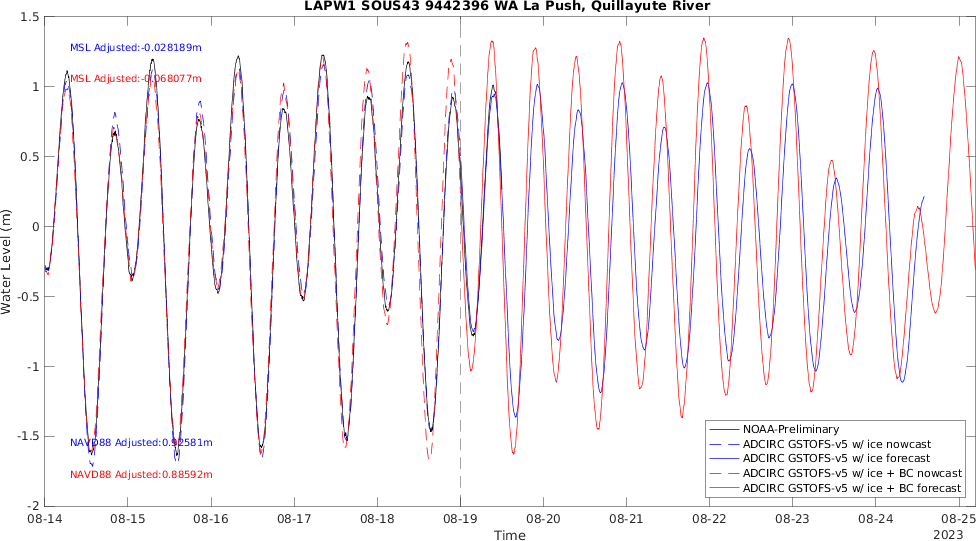 LAPW1 SOUS43 9442396 WA La Push, Quillayute River
1.5
1
0.5
0
-0.5
-1
-1.5
-2
Water Level (m)
MSL Adjusted:-0.028189m
MSL Adjusted:-0.068077m
NAVD88 Adjusted:0.92581m
NAVD88 Adjusted:0.88592m
NOAA-Preliminary
ADCIRC GSTOFS-v5 w/ ice nowcast
ADCIRC GSTOFS-v5 w/ ice forecast
ADCIRC GSTOFS-v5 w/ ice + BC nowcast
ADCIRC GSTOFS-v5 w/ ice + BC forecast
08-14 08-15 08-16 08-17 08-18 08-19 08-20 08-21 08-22 08-23 08-24 08-25
Time
2023